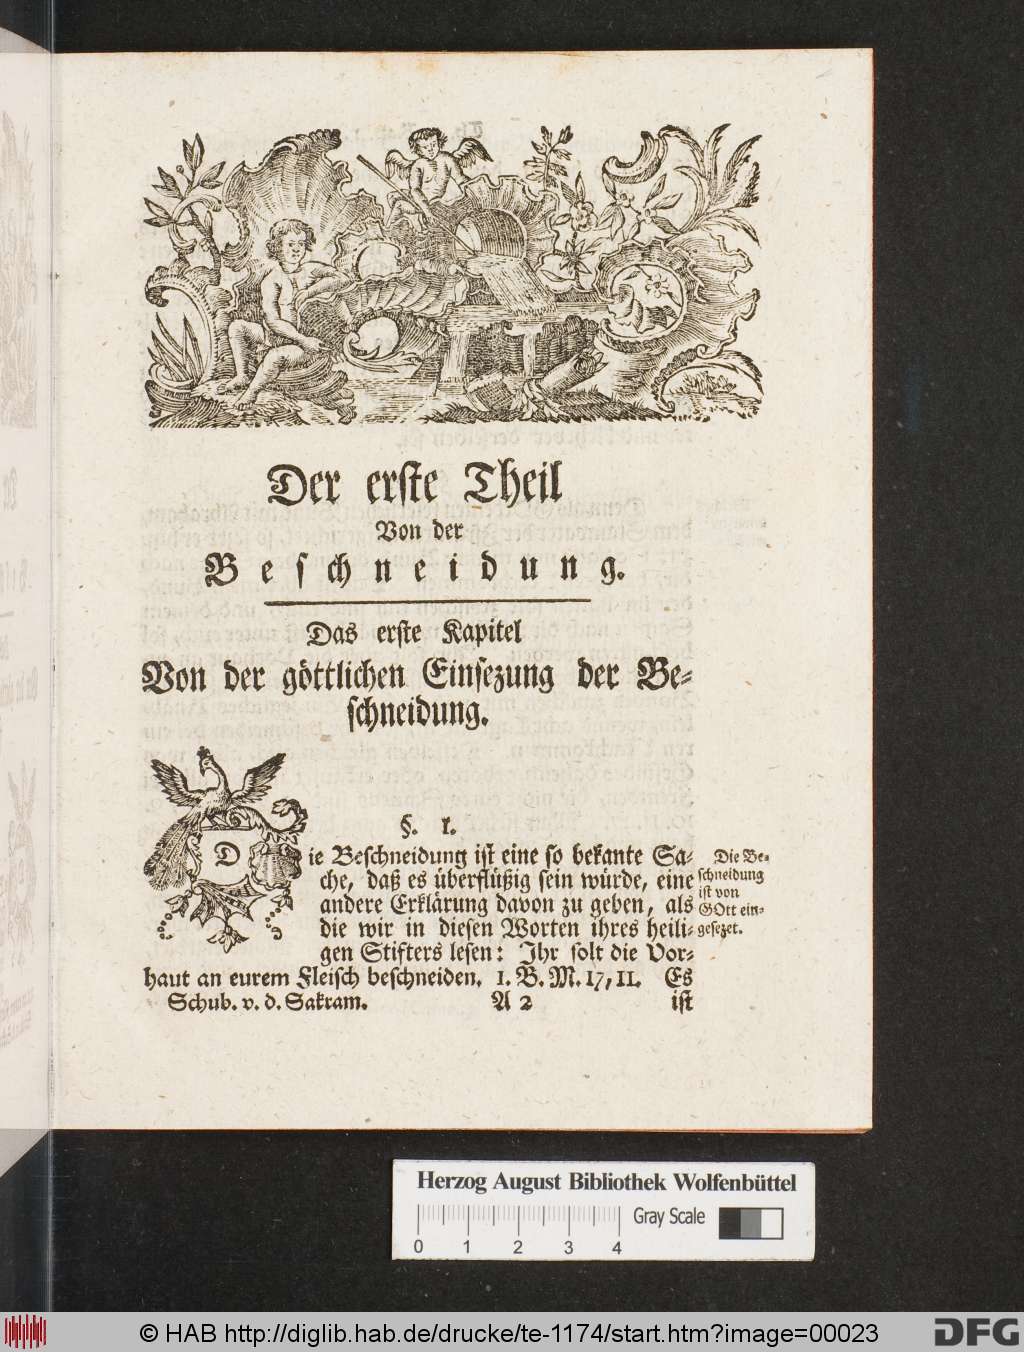 Der erste Theil
Von der
Beschneidung.
Das erste Kapitel
Von der göttlichen Einsezung der Be-
schneidung.
§. 1.
Die Beschneidung ist eine so bekante Sa-
che, daß es überflüßig sein würde, eine
andere Erklärung davon zu geben, als
die wir in diesen Worten ihres heili-
gen Stifters lesen: Ihr solt die Vor-
haut an eurem Fleisch beschneiden. 1. B. M. 17, 11. Es
Schub. v. d. Sakram. A 2 ist
Die Be-
schneidung
ist von
GOtt ein-
gesezet.
Herzog August Bibliothek Wolfenbüttel
0 1 2 3 4
Gray Scale
© HAB http://diglib.hab.de/drucke/te-1174/start.htm?image=00023
DFG